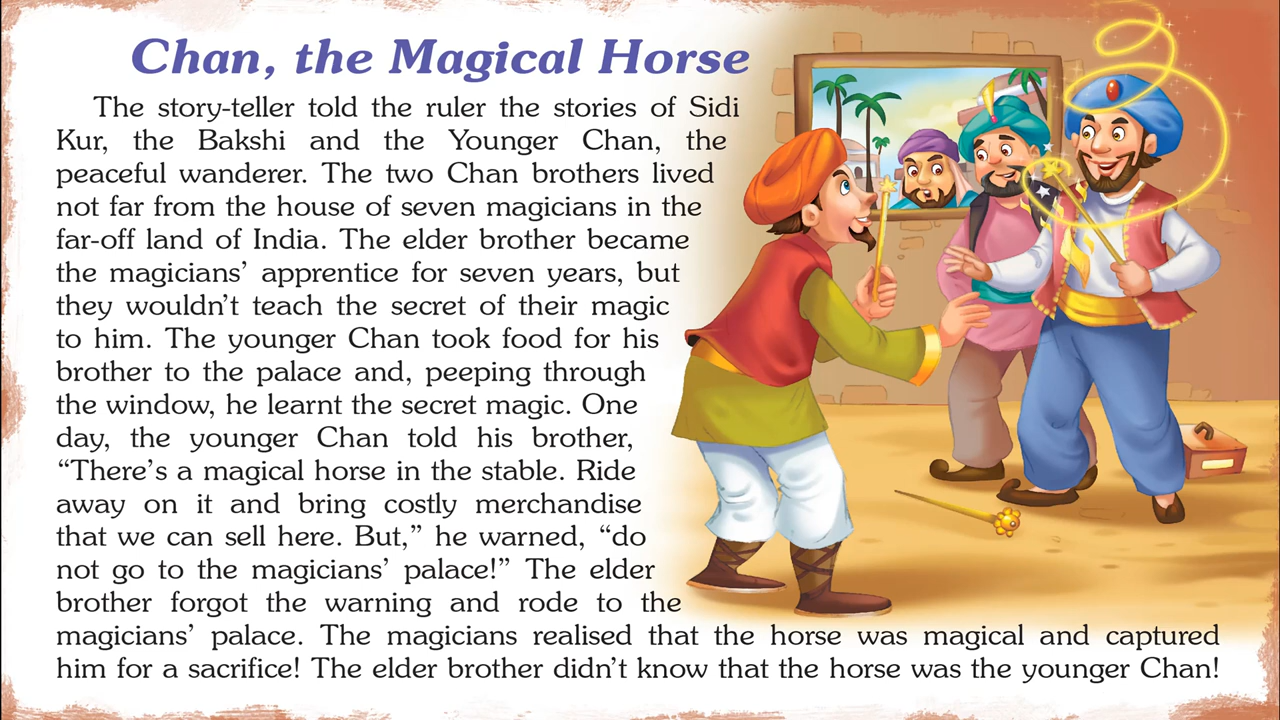 Chan, the Magical Horse
The story-teller told the ruler the stories of Sidi
Kur, the Bakshi and the Younger Chan, the
peaceful wanderer. The two Chan brothers lived
not far from the house of seven magicians in the
far-off land of India. The elder brother became
the magicians’ apprentice for seven years, but
they wouldn’t teach the secret of their magic
to him. The younger Chan took food for his
brother to the palace and, peeping through
the window, he learnt the secret magic. One
day, the younger Chan told his brother,
“There’s a magical horse in the stable. Ride
away on it and bring costly merchandise
that we can sell here. But,” he warned, “do
not go to the magicians’ palace!” The elder
brother forgot the warning and rode to the
magicians’ palace. The magicians realised that the horse was magical and captured
him for a sacrifice! The elder brother didn’t know that the horse was the younger Chan!